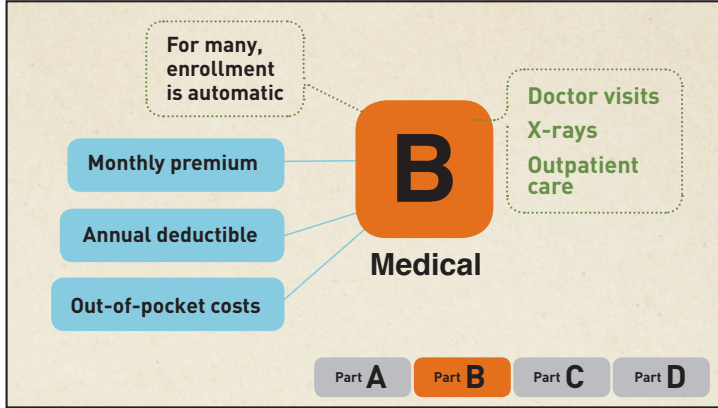 For many,
enrollment
is automatic
Doctor visits
X-rays
Outpatient
care
Monthly premium
Annual deductible
Out-of-pocket costs
B
Medical
Part A
Part B
Part C
Part D